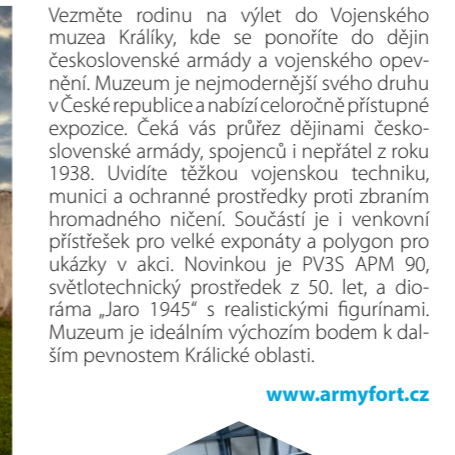 Vezměte rodinu na výlet do Vojenského
muzea Králíky, kde se ponoříte do dějin
československé armády a vojenského opev-
nění. Muzeum je nejmodernější svého druhu
v České republice a nabízí celoročně přístupné
expozice. Čeká vás průřez dějinami česko-
slovenské armády, spojenců i nepřátel z roku
1938. Uvidíte těžkou vojenskou techniku,
munici a ochranné prostředky proti zbraním
hromadného ničení. Součástí je i venkovní
přístřešek pro velké exponáty a polygon pro
ukázky v akci. Novinkou je PV3S APM 90,
světlotechnický prostředek z 50. let, a dio-
ráma „Jaro 1945“ s realistickými figurínami.
Muzeum je ideálním výchozím bodem k dal-
ším pevnostem Králické oblasti.
www.armyfort.cz